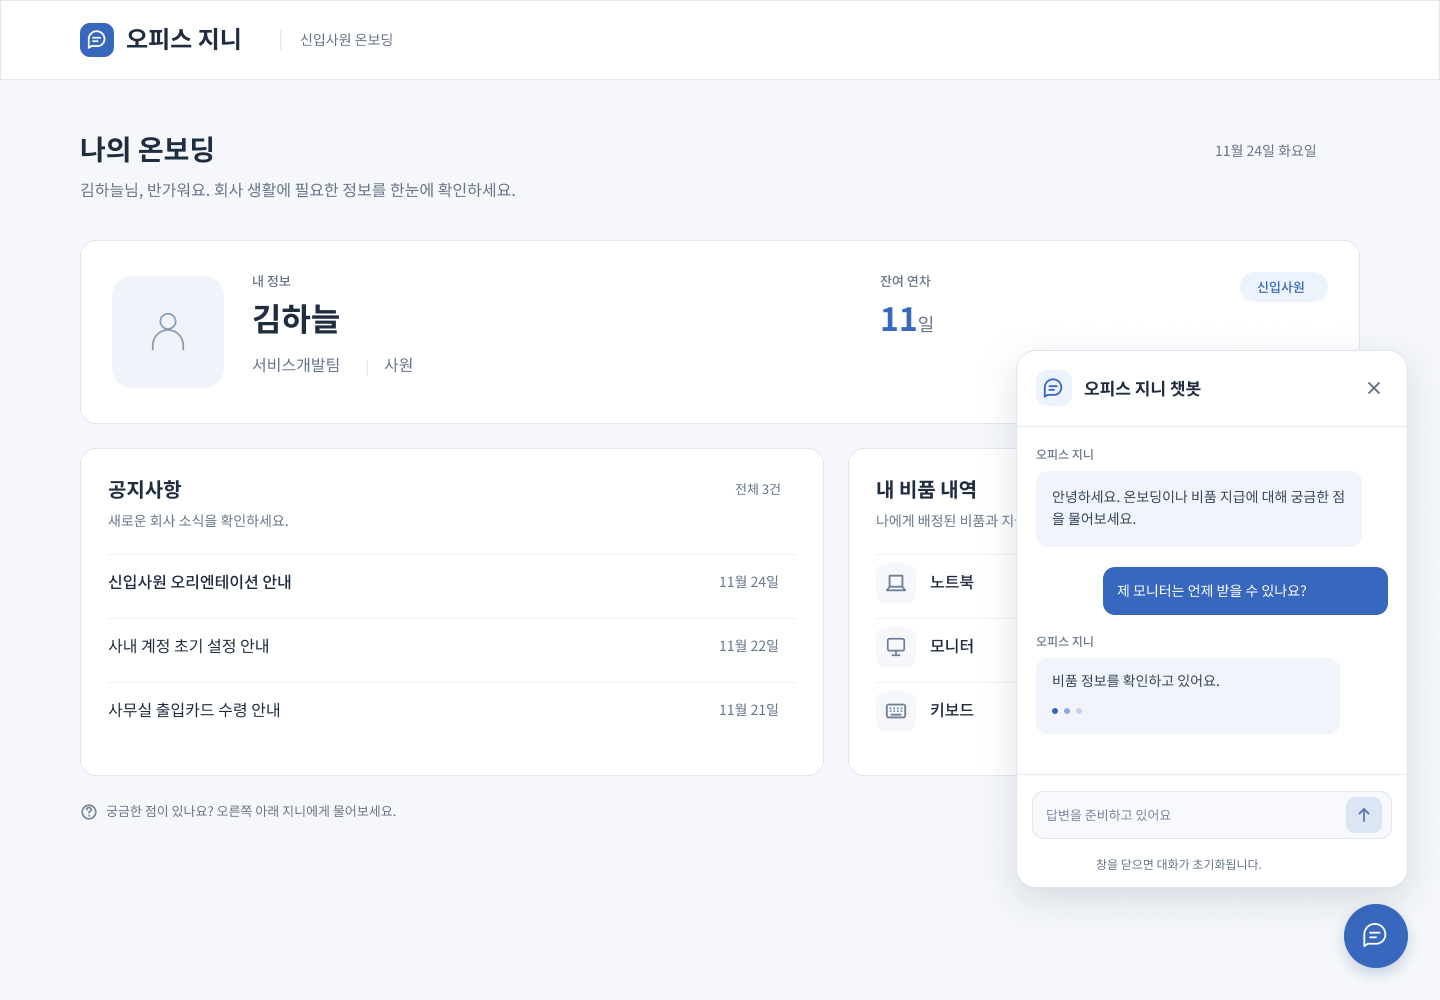 오피스 지니
신입사원 온보딩
나의 온보딩
11월 24일 화요일
김하늘님, 반가워요. 회사 생활에 필요한 정보를 한눈에 확인하세요.
내 정보
김하늘
서비스개발팀
사원
잔여 연차
11일
신입사원
공지사항
전체 3건
새로운 회사 소식을 확인하세요.
신입사원 오리엔테이션 안내
11월 24일
사내 계정 초기 설정 안내
11월 22일
사무실 출입카드 수령 안내
11월 21일
내 비품 내역
나에게 배정된 비품과
노트북
모니터
키보드
궁금한 점이 있나요? 오른쪽 아래 지니에게 물어보세요.
오피스 지니 챗봇
오피스 지니
안녕하세요. 온보딩이나 비품 지급에 대해 궁금한 점
을 물어보세요.
제 모니터는 언제 받을 수 있나요?
오피스 지니
비품 정보를 확인하고 있어요.
답변을 준비하고 있어요
창을 닫으면 대화가 초기화됩니다.